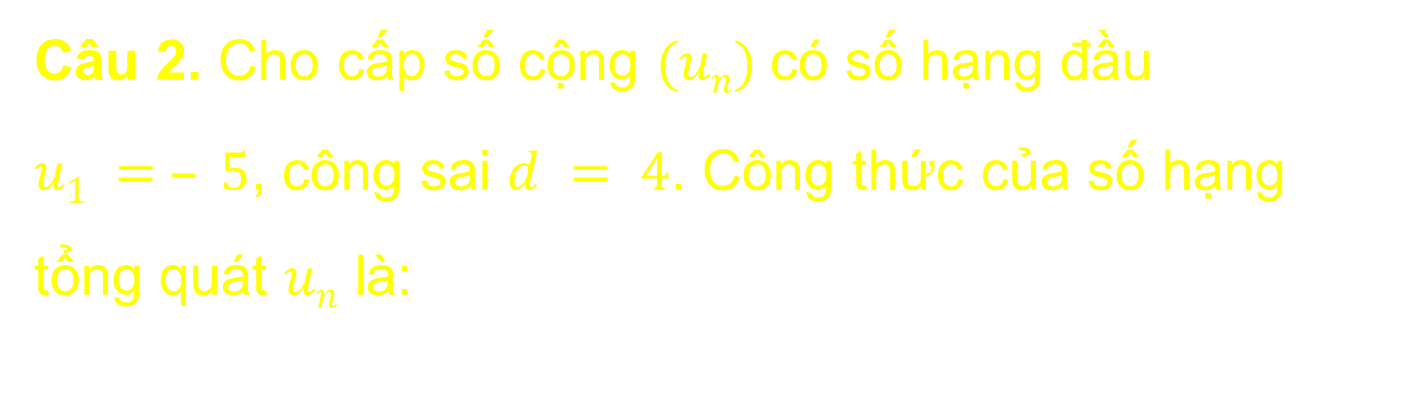 Câu 2. Cho cấp số cộng (uₙ) có số hạng đầu
u₁ = – 5, công sai d = 4. Công thức của số hạng
tổng quát uₙ là: